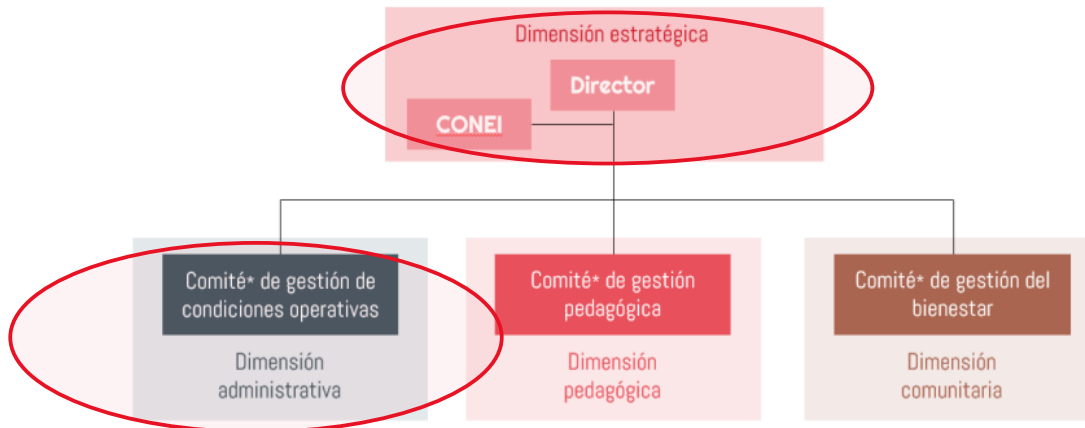 Dimensión estratégica
Director
CONEI
Comité* de gestión de
condiciones operativas
Dimensión
administrativa
Comité* de gestión
pedagógica
Dimensión
pedagógica
Comité* de gestión del
bienestar
Dimensión
comunitaria